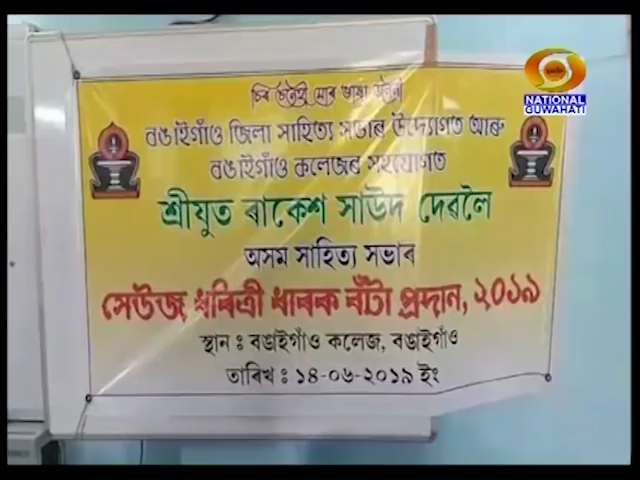 চিৰ চেনেহী মোৰ ভাষা জননী
বঙাইগাঁও জিলা সাহিত্য সভাৰ উদ্যোগত আৰু
বঙাইগাঁও কলেজৰ সহযোগত
শ্ৰীযুত ৰাকেশ সাউদ দেৱলৈ
অসম সাহিত্য সভাৰ
সেউজ ধৰিত্ৰী ধাৰক বঁটা প্ৰদান, ২০১৯
স্থান : বঙাইগাঁও কলেজ, বঙাইগাঁও
তাৰিখ : ১৪-০৬-২০১৯ ইং
NATIONAL
GUWAHATI